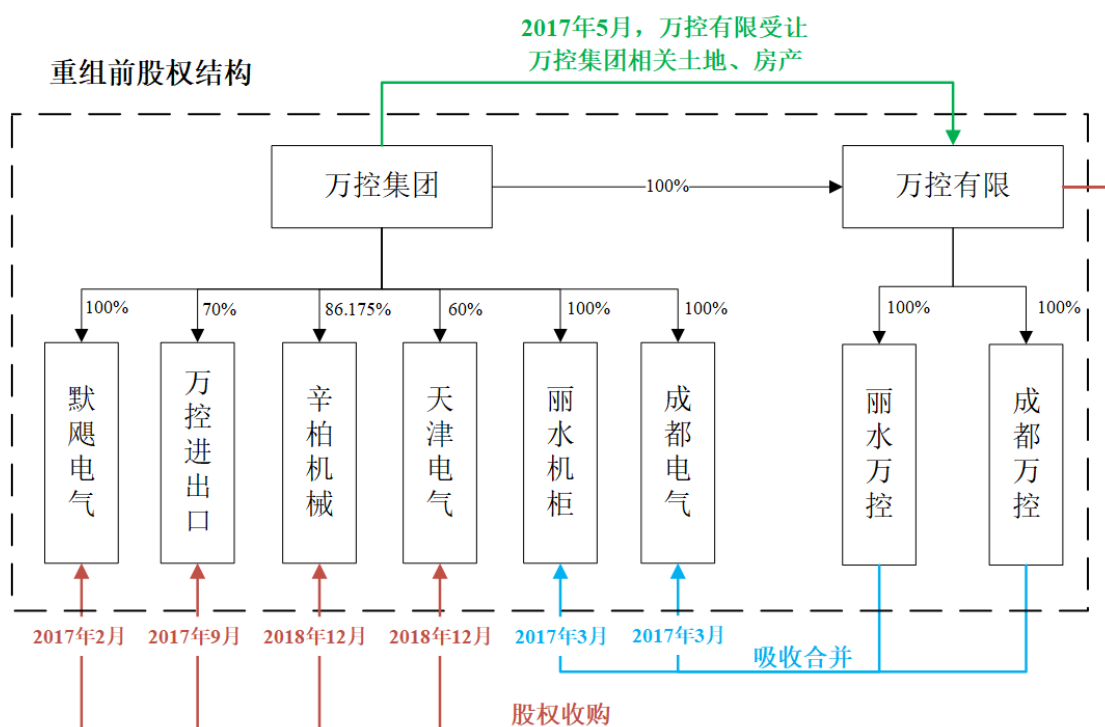 2017年5月，万控有限受让
万控集团相关土地、房产
重组前股权结构
万控集团
100%
万控有限
100%
70%
86.175%
60%
100%
100%
100%
100%
默飓电气
万控进出口
辛柏机械
天津电气
丽水机柜
成都电气
丽水万控
成都万控
2017年2月
2017年9月
2018年12月
2018年12月
2017年3月
2017年3月
吸收合并
股权收购